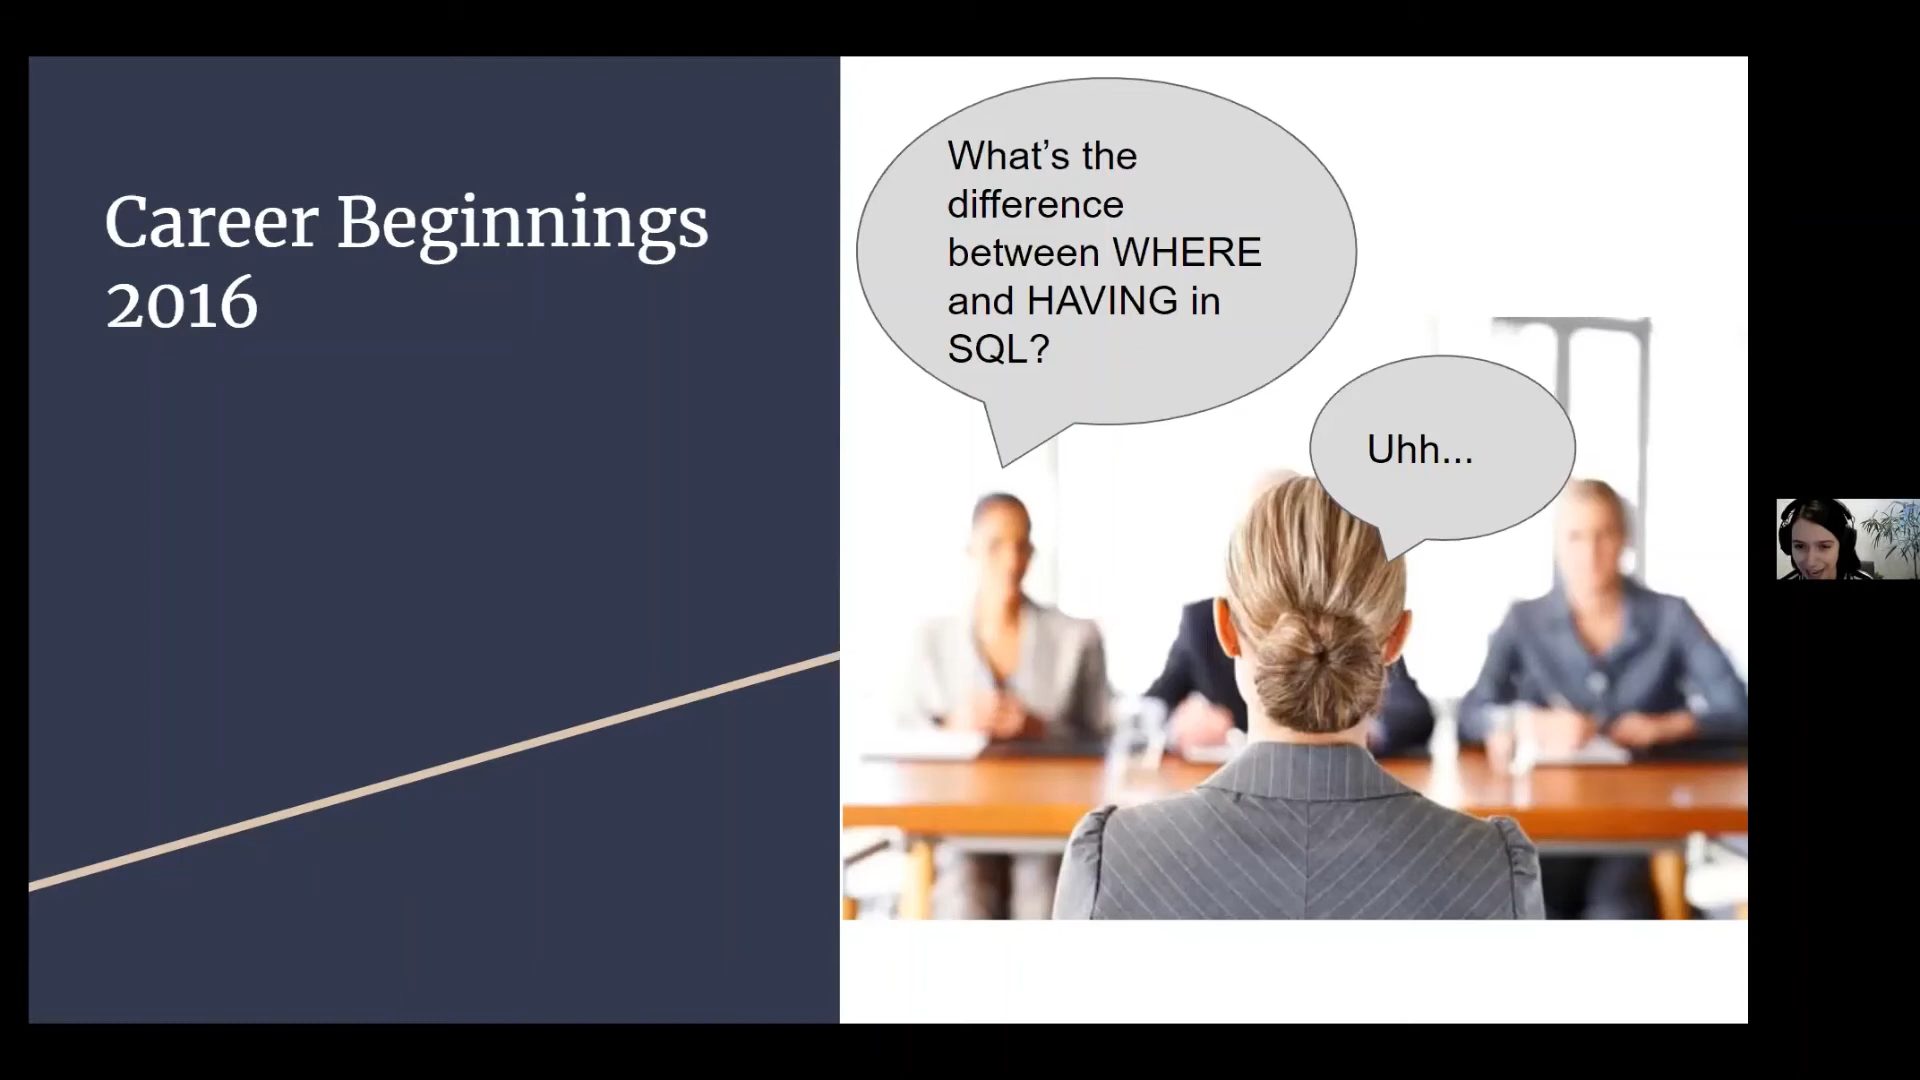 Career Beginnings
2016
What’s the
difference
between WHERE
and HAVING in
SQL?
Uhh...